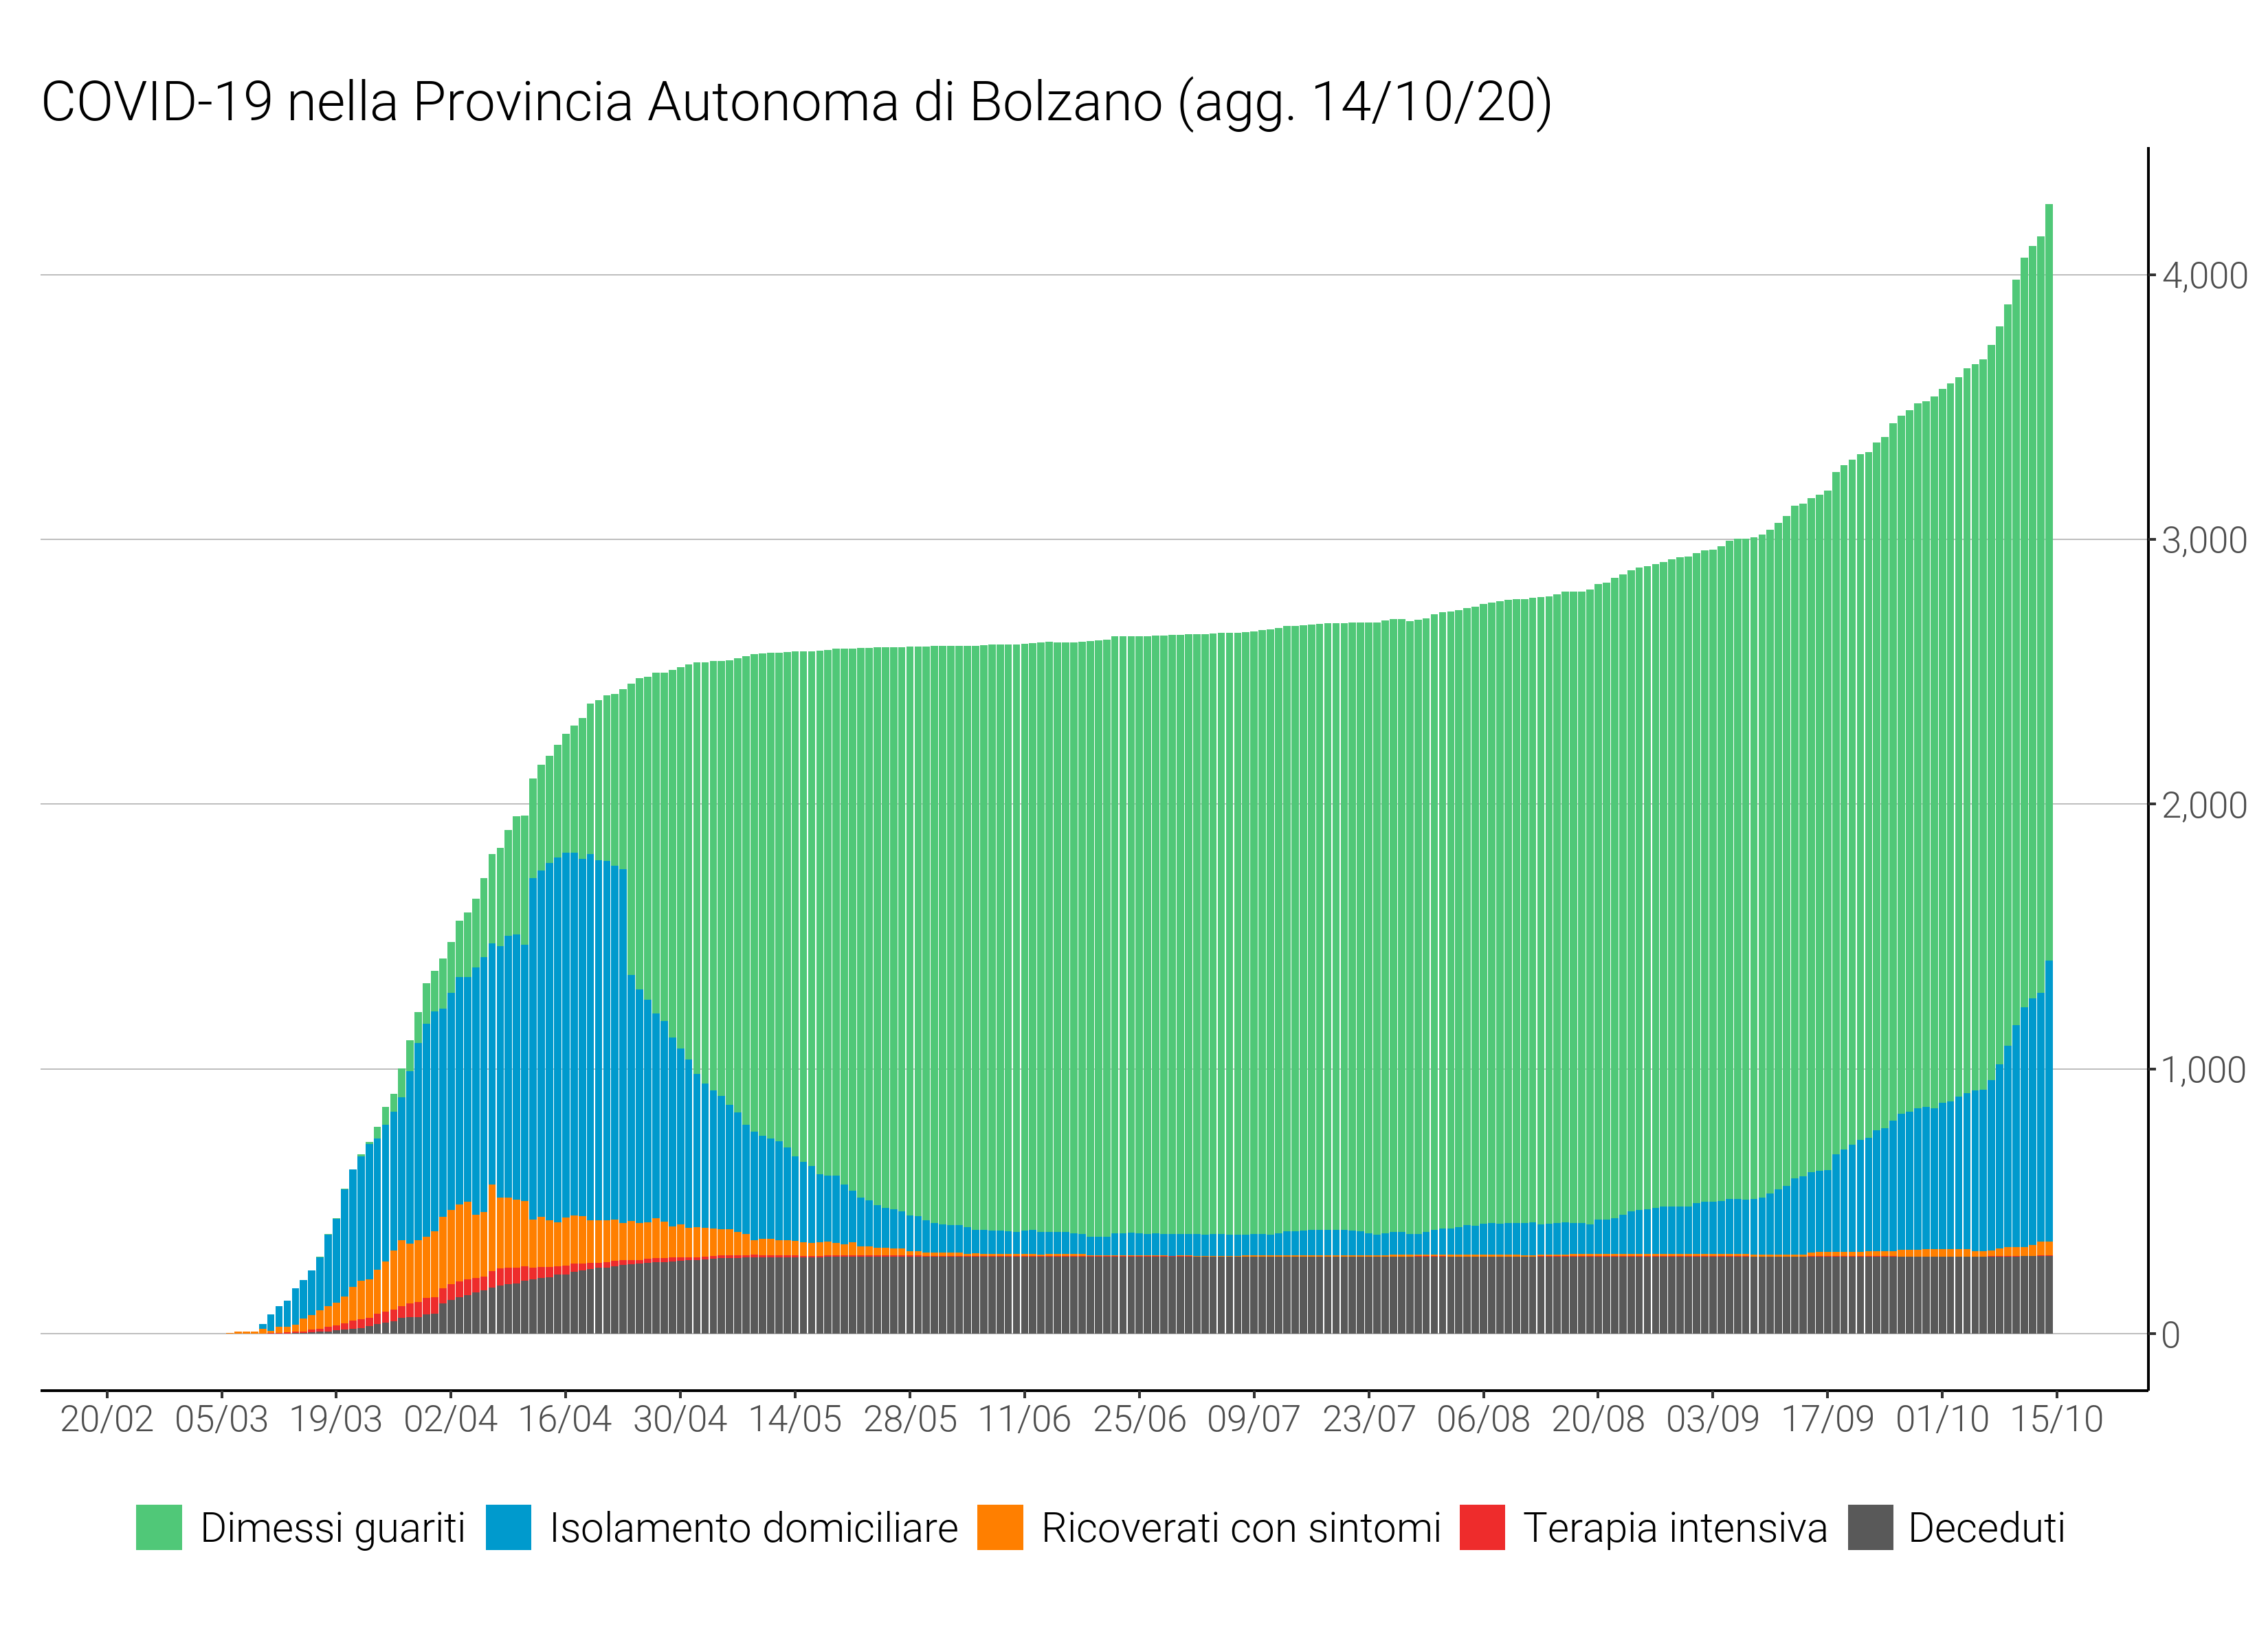 COVID-19 nella Provincia Autonoma di Bolzano (agg. 14/10/20)
4,000
3,000
2,000
1,000
0
20/02 05/03 19/03 02/04 16/04 30/04 14/05 28/05 11/06 25/06 09/07 23/07 06/08 20/08 03/09 17/09 01/10 15/10
Dimessi guariti Isolamento domiciliare Ricoverati con sintomi Terapia intensiva Deceduti